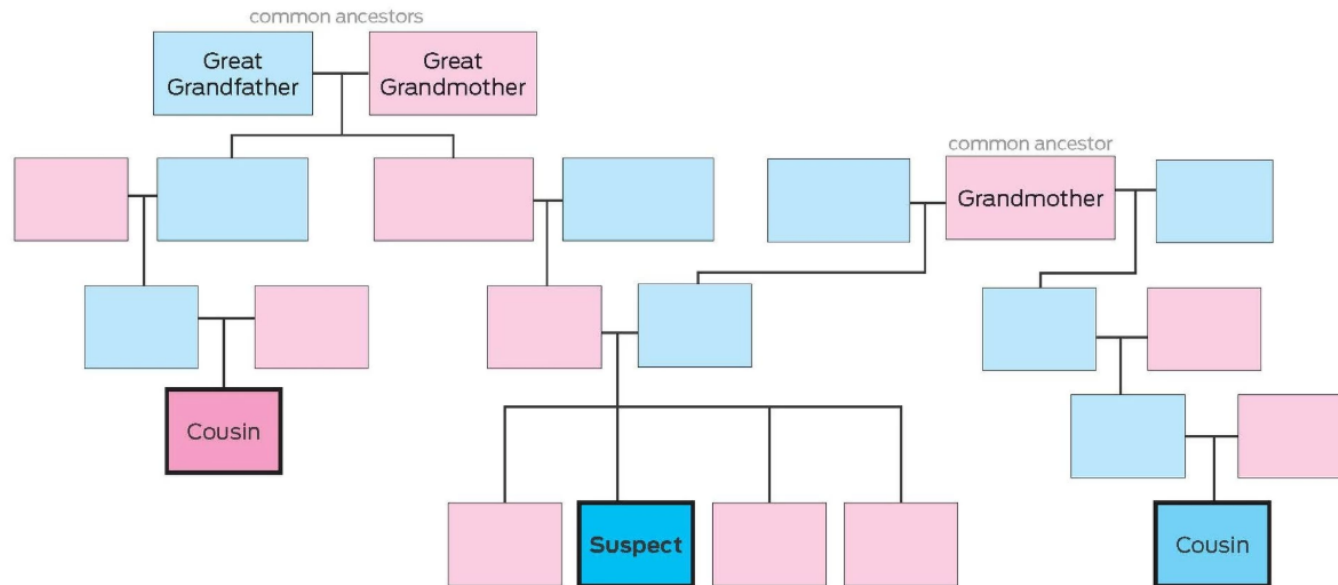 common ancestors
Great
Grandfather
Great
Grandmother
common ancestor
Grandmother
Cousin
Suspect
Cousin